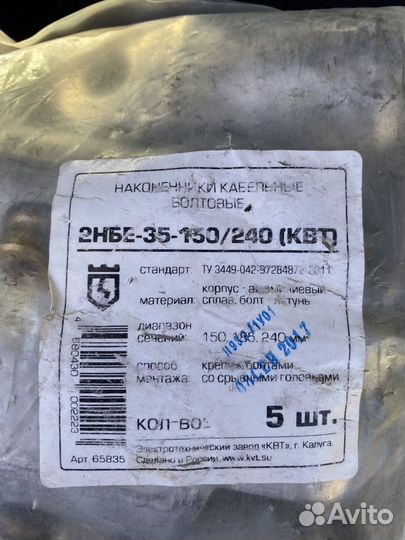 НАКОНЕЧНИКИ КАБЕЛЬНЫЕ
БОЛТОВЫЕ
2НБЕ-35-150/240 (КВТ)
стандарт: ТУ 3449-042-97284872-2011
материал: корпус - алюминиевый
сплав, болт - латунь
диапазон
сечений: 150, 185, 240 мм²
способ
монтажа: крепеж болтами
со срывными головками
КОЛ-ВО: 5 шт.
Электротехнический завод «КВТ», г. Калуга.
Арт. 65835 Сделано в России. www.kvt.su
Avito